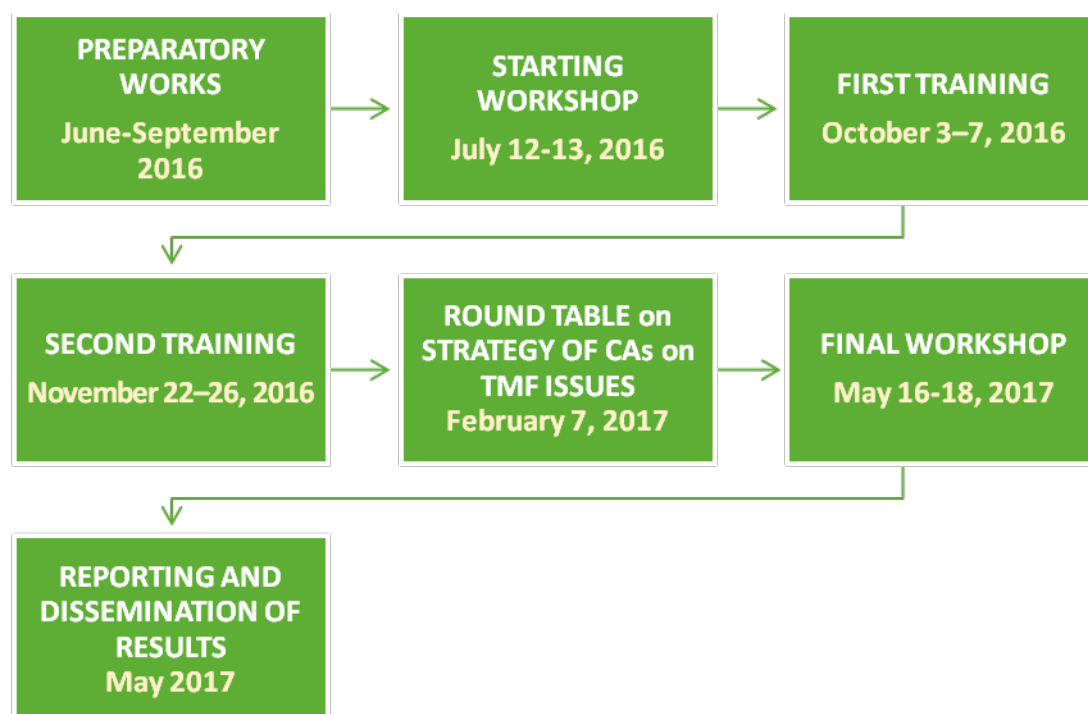 PREPARATORY
WORKS
June-September
2016
STARTING
WORKSHOP
July 12-13, 2016
FIRST TRAINING
October 3–7, 2016
SECOND TRAINING
November 22–26, 2016
ROUND TABLE on
STRATEGY OF CAs on
TMF ISSUES
February 7, 2017
FINAL WORKSHOP
May 16-18, 2017
REPORTING AND
DISSEMINATION OF
RESULTS
May 2017